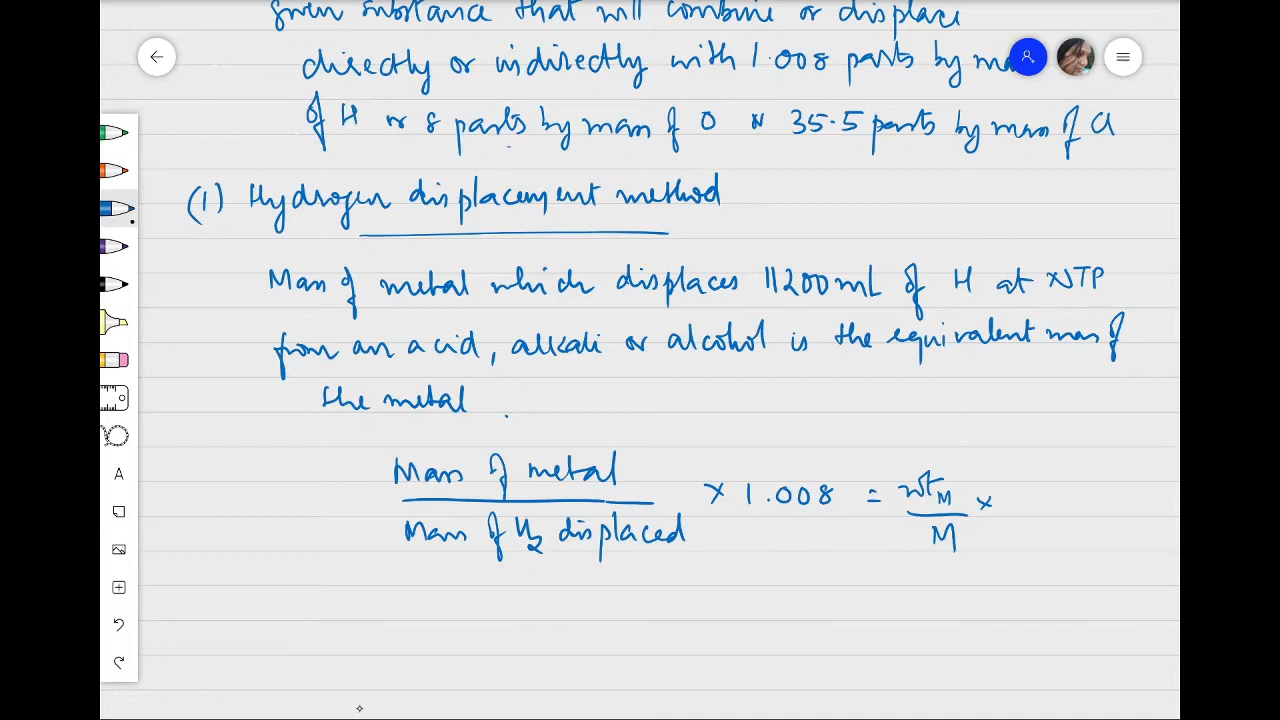 given substance that will combine or displace
directly or indirectly with 1.008 parts by
of H or 8 parts by mass of O or 35.5 parts by mass of Cl
(1) Hydrogen displacement method
Mass of metal which displaces 11200 mL of H at NTP
from an acid, alkali or alcohol is the equivalent mass of
the metal.
Mass of metal / Mass of H₂ displaced × 1.008 = wt_M / M ×
A